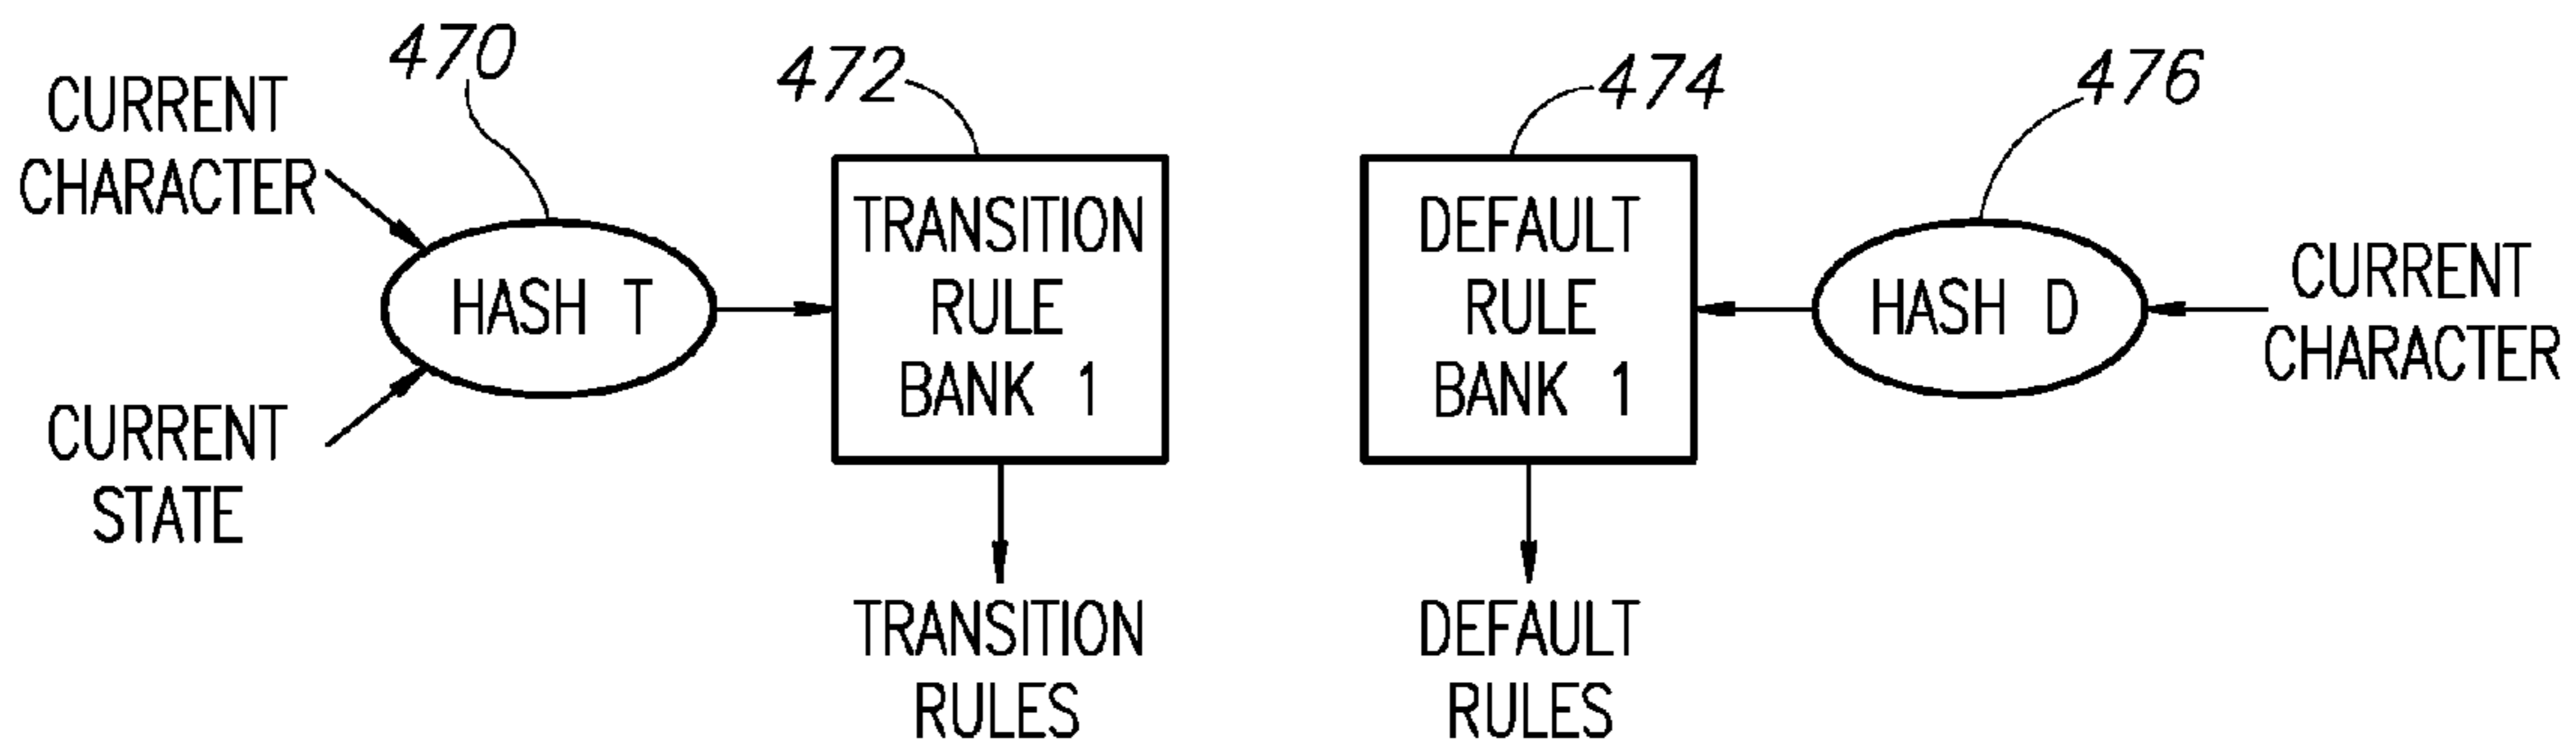 470
472
474
476
CURRENT
CHARACTER
HASH T
CURRENT
STATE
TRANSITION
RULE
BANK 1
TRANSITION
RULES
DEFAULT
RULE
BANK 1
DEFAULT
RULES
HASH D
CURRENT
CHARACTER